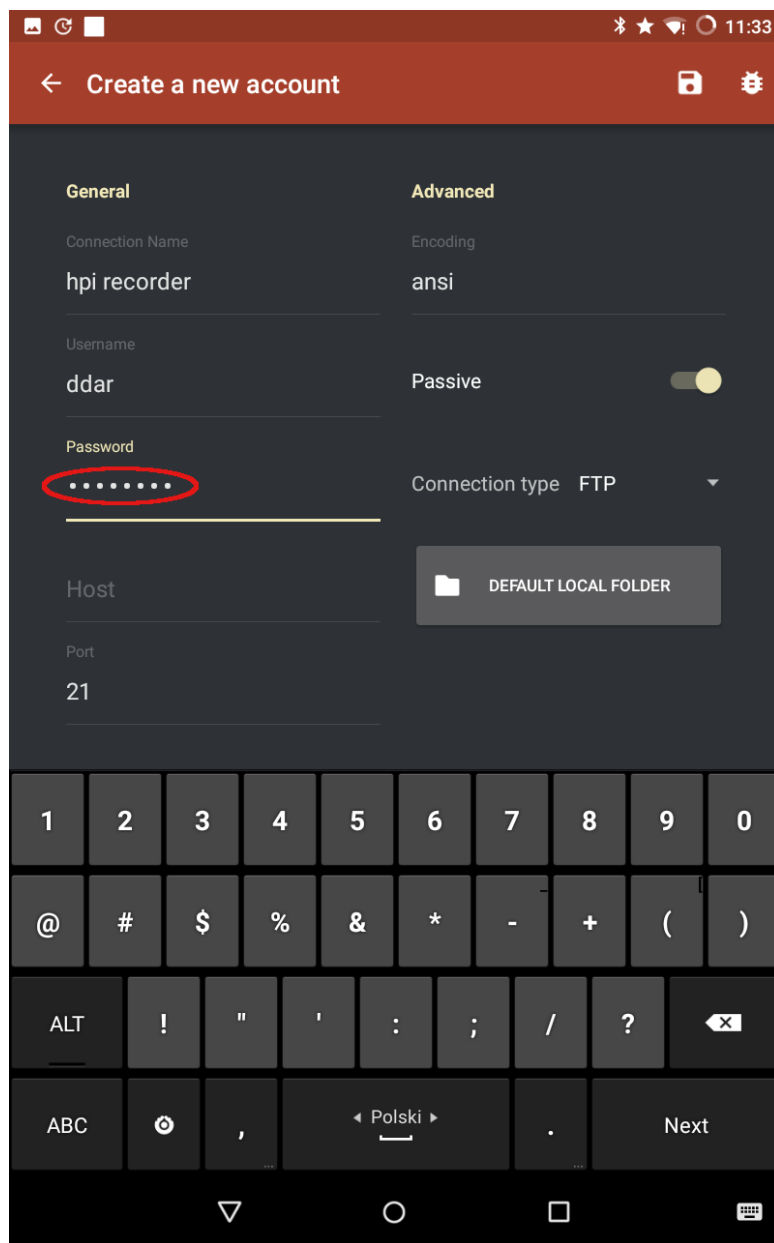 11:33
Create a new account
General
Connection Name
hpi recorder
Username
ddar
Password
••••••••
Host
Port
21
Advanced
Encoding
ansi
Passive
Connection type FTP
DEFAULT LOCAL FOLDER
1 2 3 4 5 6 7 8 9 0
@ # $ % & * - _ + ( [ )
ALT ! " ' : ; / ?
ABC , ... Polski . ... Next